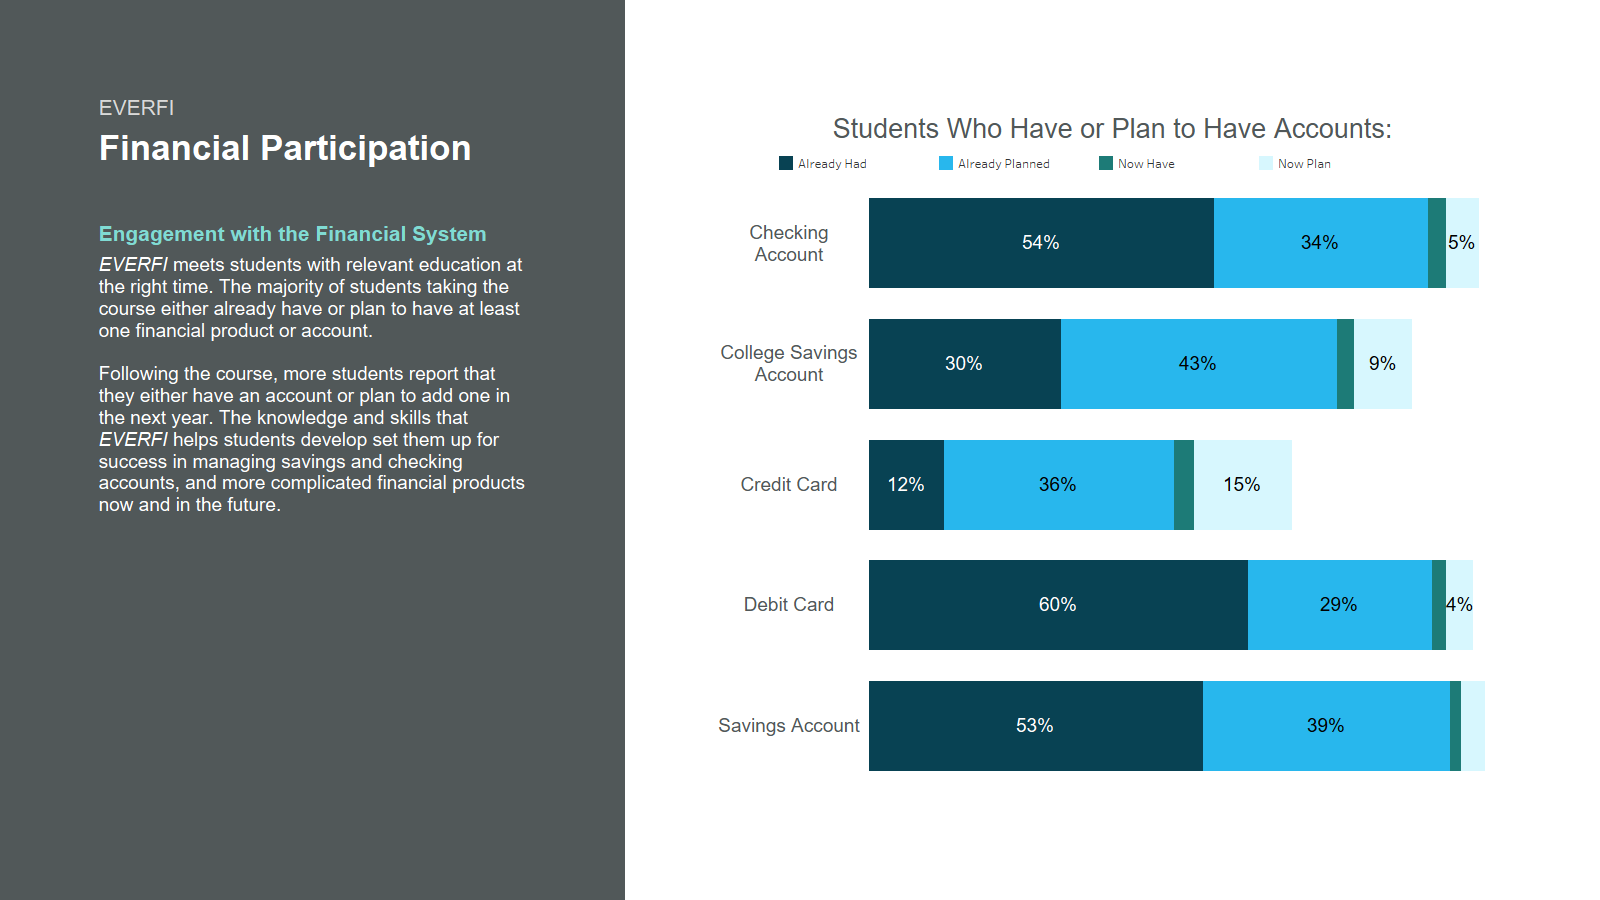 EVERFI
Financial Participation
Engagement with the Financial System
EVERFI meets students with relevant education at
the right time. The majority of students taking the
course either already have or plan to have at least
one financial product or account.
Following the course, more students report that
they either have an account or plan to add one in
the next year. The knowledge and skills that
EVERFI helps students develop set them up for
success in managing savings and checking
accounts, and more complicated financial products
now and in the future.
Students Who Have or Plan to Have Accounts:
Already Had Already Planned Now Have Now Plan
Checking
Account
54% 34% 5%
College Savings
Account
30% 43% 9%
Credit Card 12% 36% 15%
Debit Card 60% 29% 4%
Savings Account 53% 39%